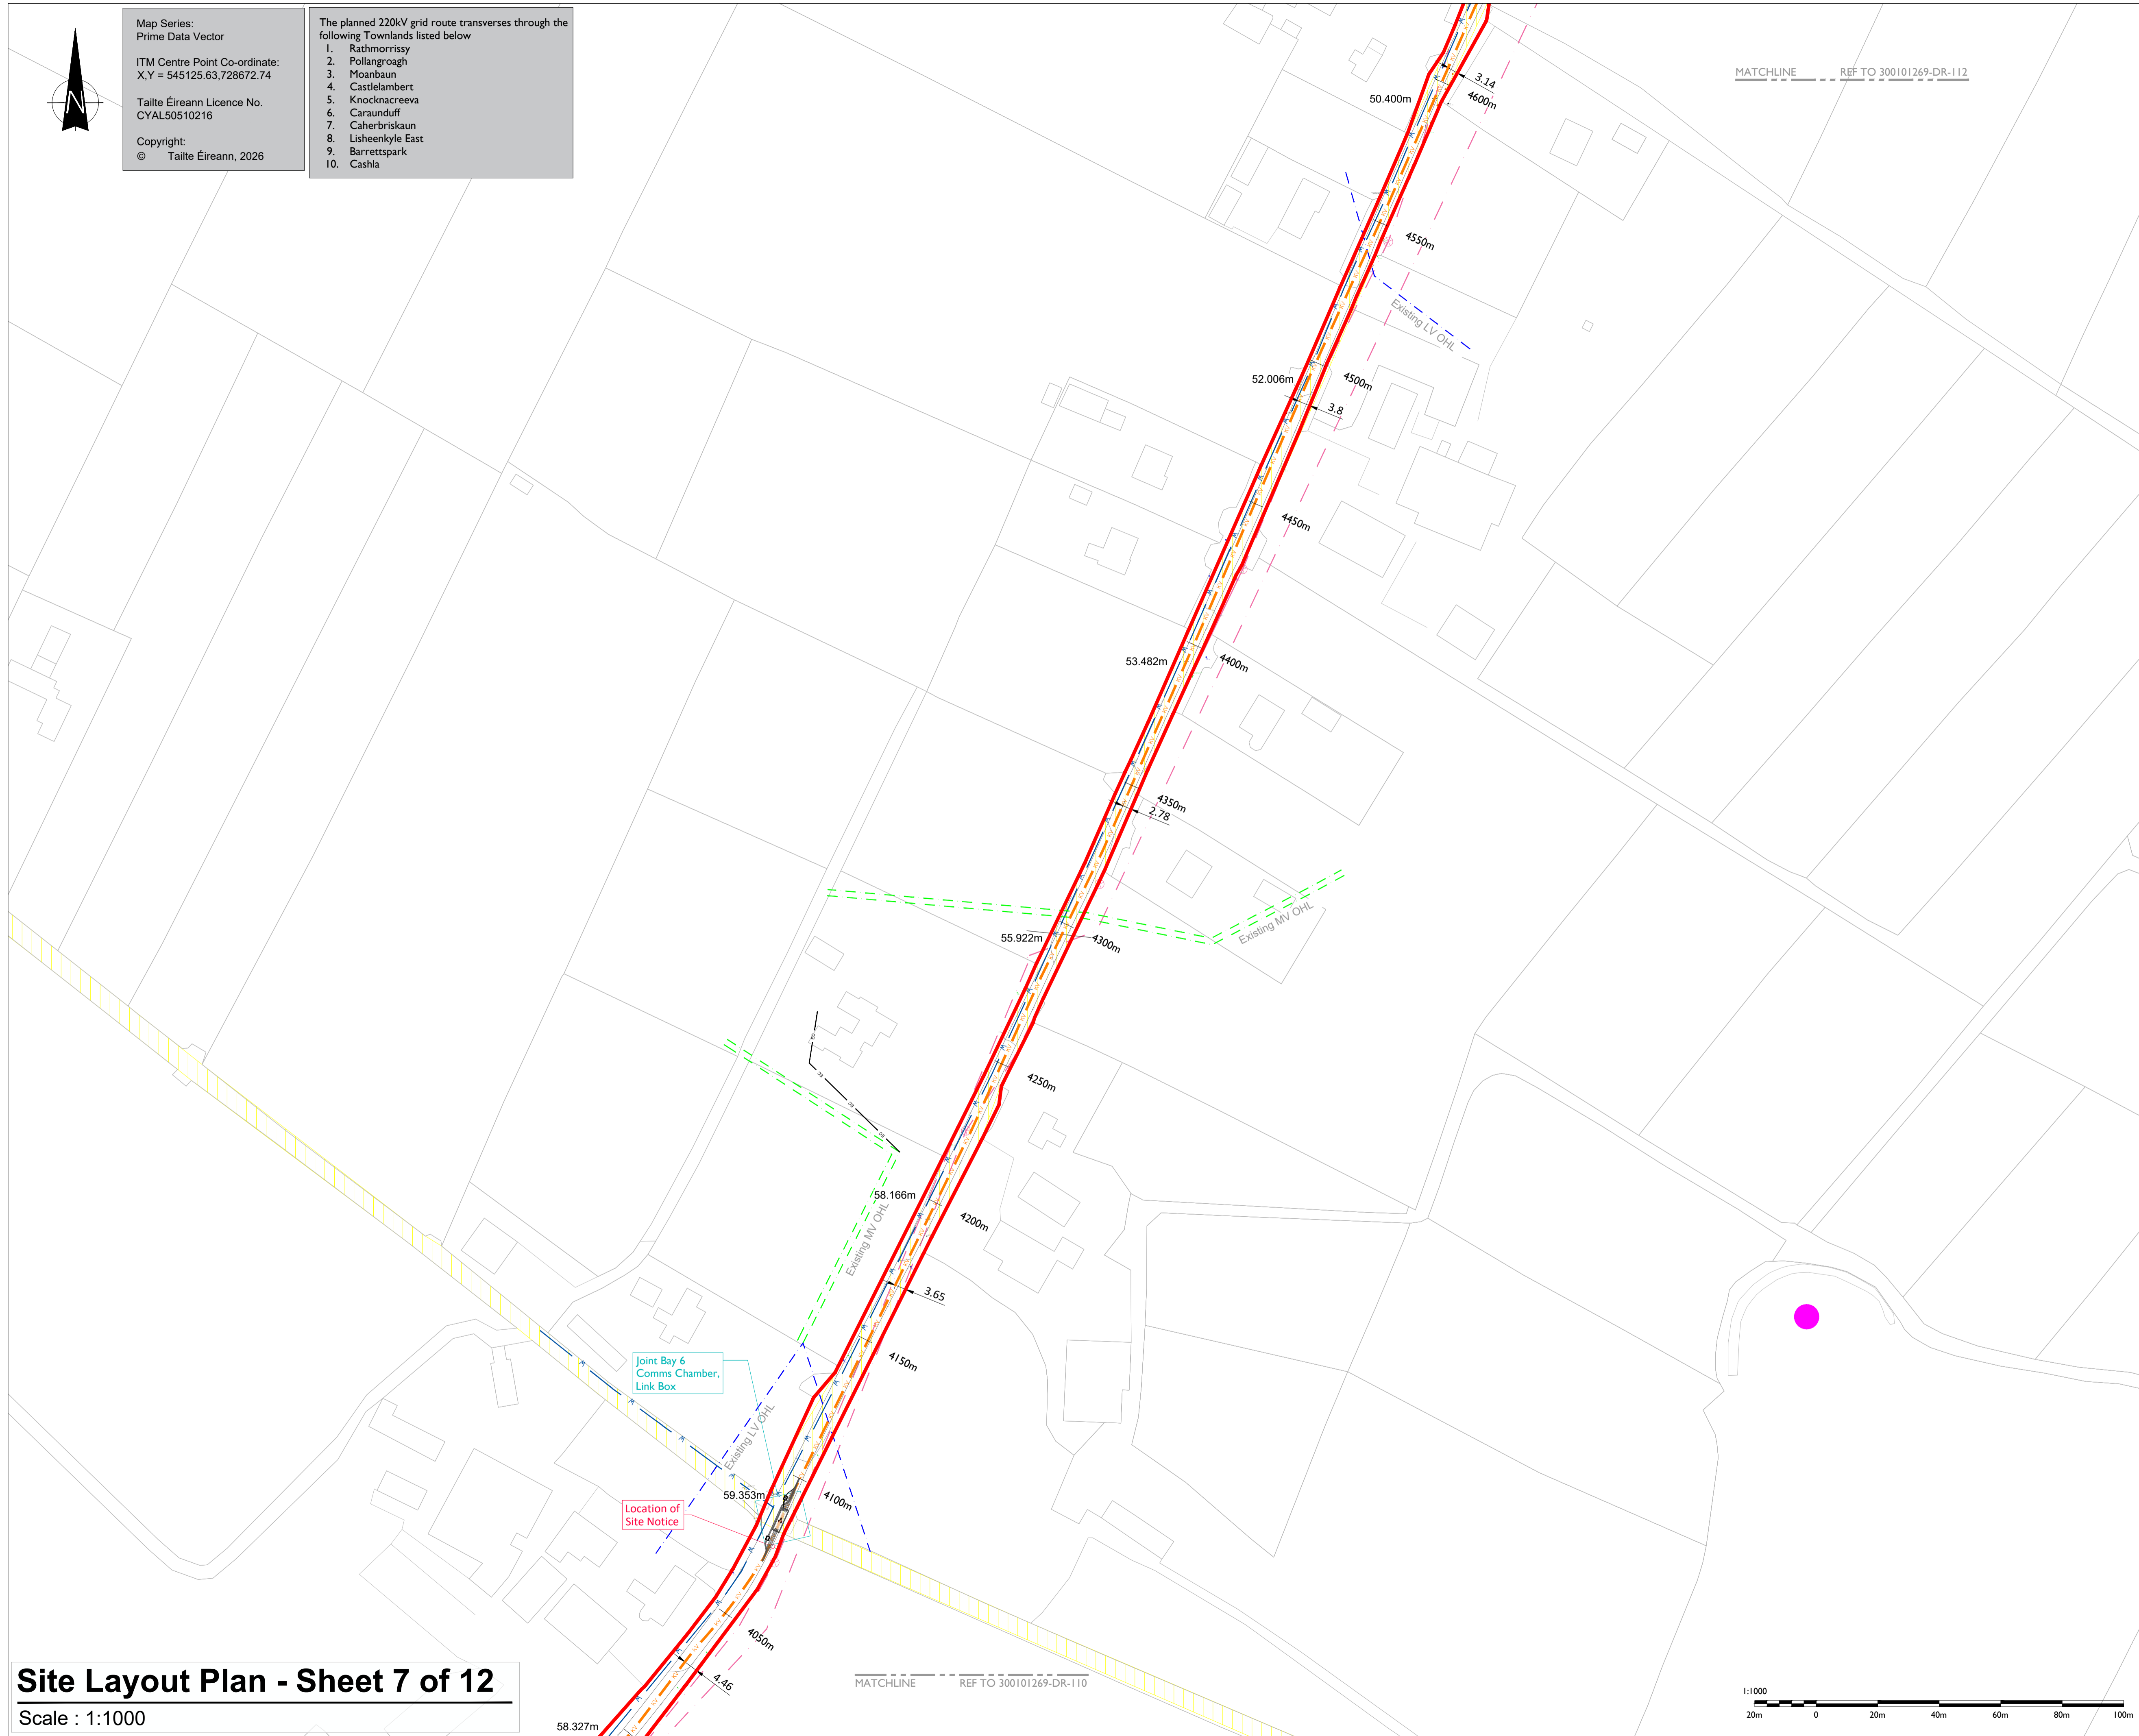 Map Series:
Prime Data Vector
ITM Centre Point Co-ordinate:
X,Y = 545125.63,728672.74
Tailte Éireann Licence No.
CYAL50510216
Copyright:
© Tailte Éireann, 2026
The planned 220kV grid route transverses through the
following Townlands listed below
1. Rathmorrissy
2. Pollangroagh
3. Moanbaun
4. Castlelambert
5. Knocknacreeva
6. Caraunduff
7. Caherbriskaun
8. Lisheenkyle East
9. Barrettspark
10. Cashla
N
MATCHLINE REF TO 300101269-DR-112
3.14
50.400m
4600m
4550m
Existing LV OHL
52.006m
4500m
3.8
4450m
53.482m
4400m
4350m
2.78
Existing MV OHL
55.922m
4300m
4250m
58.166m
4200m
Existing MV OHL
3.65
4150m
Joint Bay 6
Comms Chamber,
Link Box
Existing LV OHL
59.353m
4100m
Location of
Site Notice
4050m
4.46
58.327m
MATCHLINE REF TO 300101269-DR-110
Site Layout Plan - Sheet 7 of 12
Scale : 1:1000
1:1000
20m 0 20m 40m 60m 80m 100m